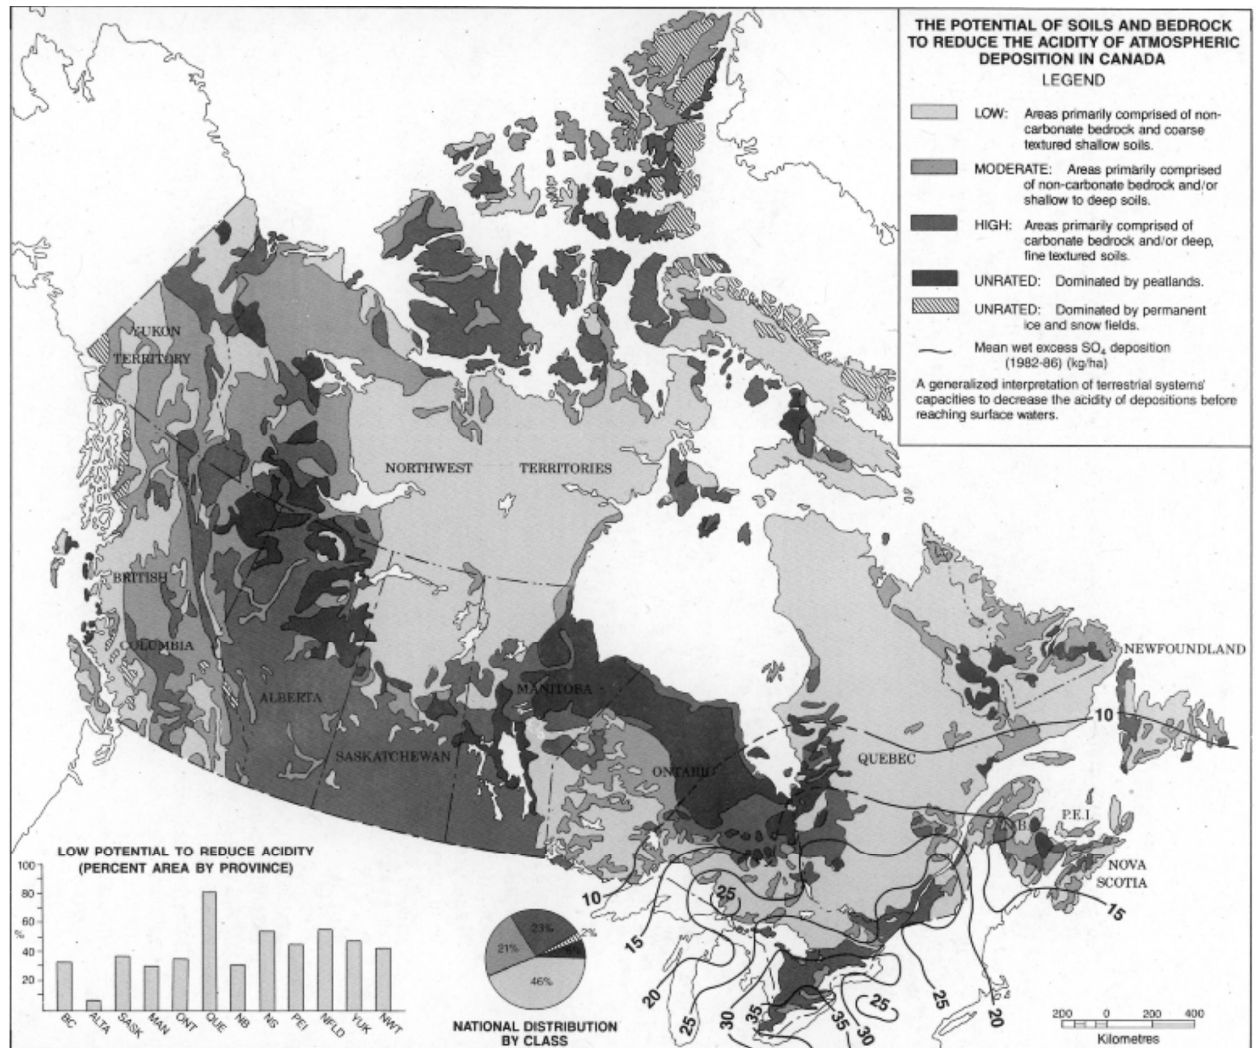 THE POTENTIAL OF SOILS AND BEDROCK
TO REDUCE THE ACIDITY OF ATMOSPHERIC
DEPOSITION IN CANADA
LEGEND
LOW: Areas primarily comprised of non-
carbonate bedrock and coarse
textured shallow soils.
MODERATE: Areas primarily comprised
of non-carbonate bedrock and/or
shallow to deep soils.
HIGH: Areas primarily comprised of
carbonate bedrock and/or deep,
fine textured soils.
UNRATED: Dominated by peatlands.
UNRATED: Dominated by permanent
ice and snow fields.
Mean wet excess SO₄ deposition
(1982-86) (kg/ha)
A generalized interpretation of terrestrial systems'
capacities to decrease the acidity of depositions before
reaching surface waters.
YUKON
TERRITORY
NORTHWEST TERRITORIES
BRITISH
COLUMBIA
ALBERTA
SASKATCHEWAN
MANITOBA
ONTARIO
QUEBEC
NEWFOUNDLAND
N.B.
P.E.I.
NOVA
SCOTIA
10
10
15
15
25
20
25
30
35
35
30
25
25
20
LOW POTENTIAL TO REDUCE ACIDITY
(PERCENT AREA BY PROVINCE)
100
80
60
%
40
20
BC ALTA SASK MAN ONT QUE NB NS PEI NFLD YUK NWT
23%
2%
21%
46%
NATIONAL DISTRIBUTION
BY CLASS
200 0 200 400
Kilometres